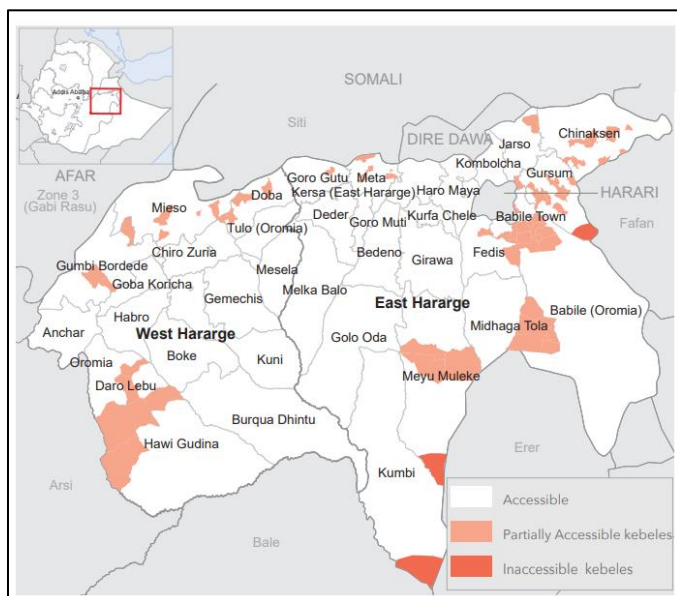 Addis Ababa
SOMALI
Siti
DIRE DAWA
Jarso
Chinaksen
AFAR
Zone 3
(Gabi Rasu)
Goro Gutu
Meta
Kombolcha
Gursum
Doba
Kersa (East Hararge)
Haro Maya
HARARI
Mieso
Deder
Goro Muti
Kurfa Chele
Babile Town
Fafan
Tulo (Oromia)
Chiro Zuria
Bedeno
Girawa
Fedis
Gumbi Bordede
Mesela
Goba Koricha
Melka Balo
Gemechis
East Hararge
Babile (Oromia)
Habro
Midhaga Tola
Anchar
West Hararge
Golo Oda
Oromia
Boke
Kuni
Daro Lebu
Meyu Muleke
Burqua Dhintu
Hawi Gudina
Erer
Arsi
Kumbi
Bale
Accessible
Partially Accessible kebeles
Inaccessible kebeles